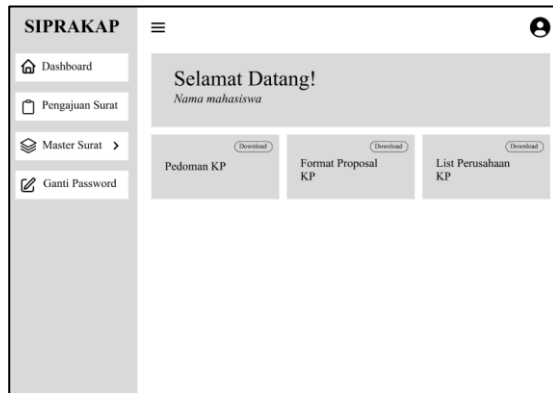 SIPRAKAP
Dashboard
Pengajuan Surat
Master Surat
Ganti Password
Selamat Datang!
Nama mahasiswa
Download
Pedoman KP
Download
Format Proposal
KP
Download
List Perusahaan
KP